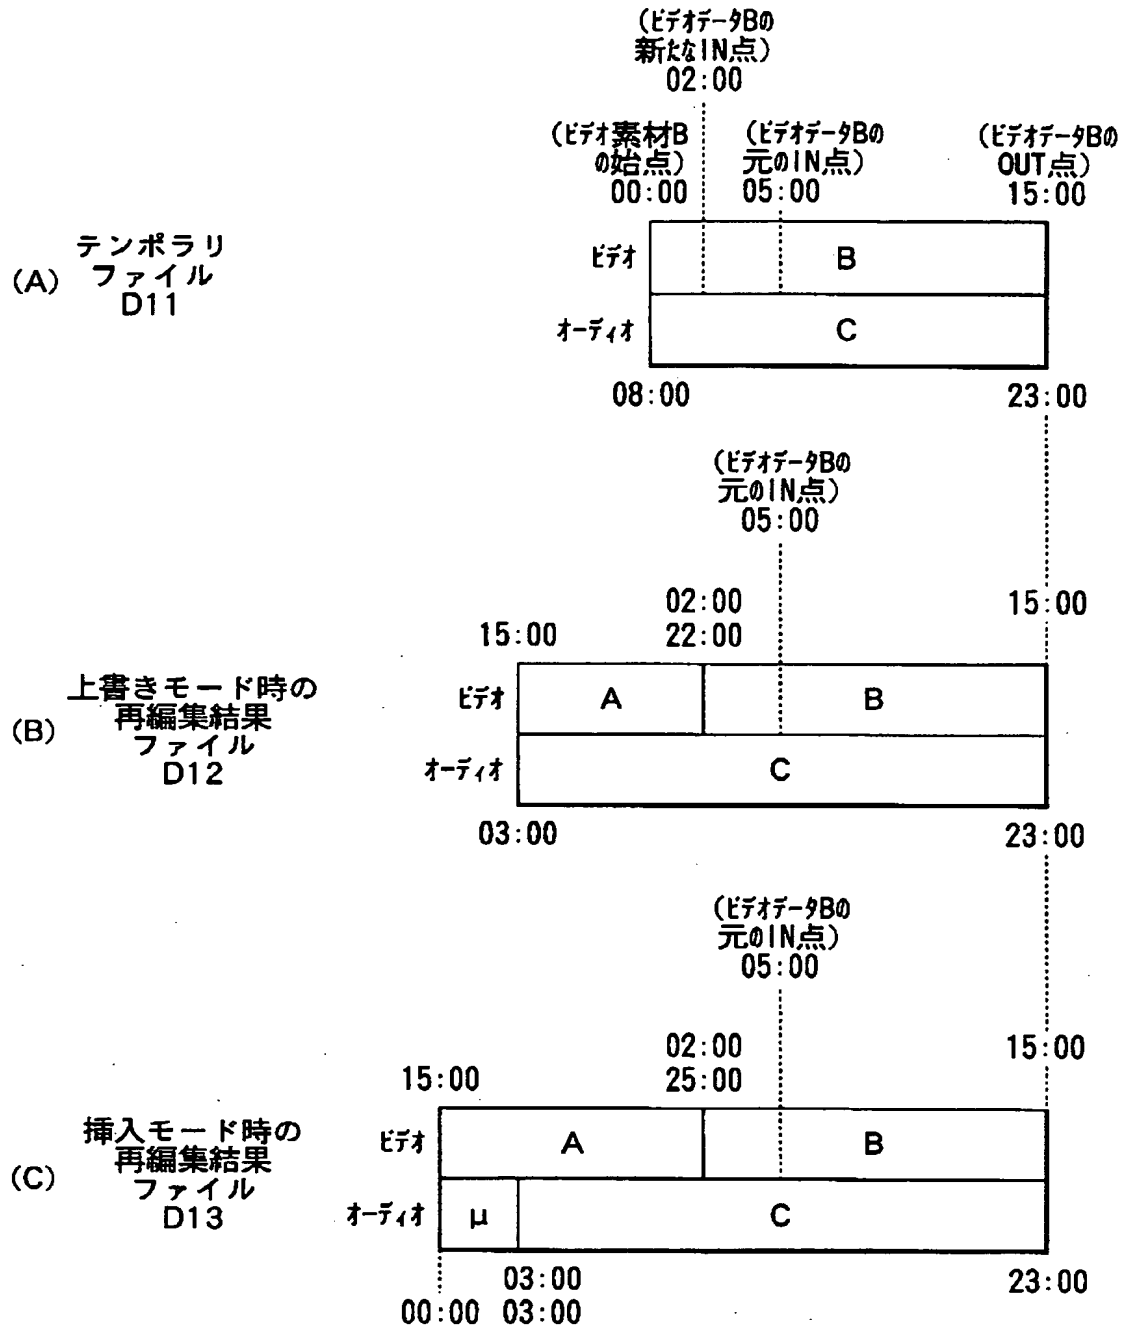 (ビデオデータBの
新たなIN点)
02:00
(ビデオ素材B
の始点)
00:00
(ビデオデータBの
元のIN点)
05:00
(ビデオデータBの
OUT点)
15:00
(A)
テンポラリ
ファイル
D11
ビデオ
B
オーディオ
C
08:00
23:00
(ビデオデータBの
元のIN点)
05:00
02:00
22:00
15:00
15:00
(B)
上書きモード時の
再編集結果
ファイル
D12
ビデオ
A
B
オーディオ
C
03:00
23:00
(ビデオデータBの
元のIN点)
05:00
02:00
25:00
15:00
15:00
(C)
挿入モード時の
再編集結果
ファイル
D13
ビデオ
A
B
オーディオ
μ
C
03:00
23:00
00:00
03:00